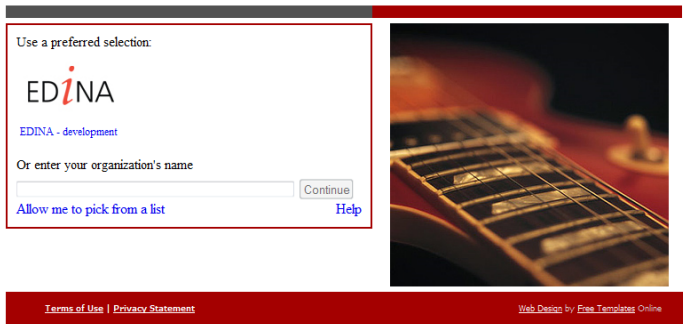 Use a preferred selection:
EDiNA
EDINA - development
Or enter your organization's name
Continue
Allow me to pick from a list Help
Terms of Use | Privacy Statement Web Design by Free Templates Online